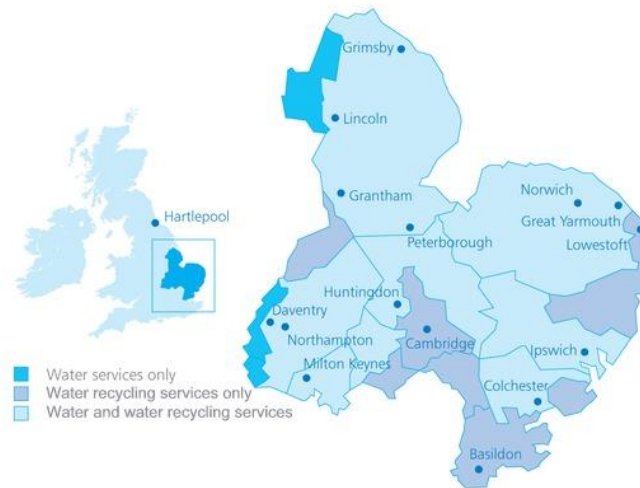 Grimsby
Lincoln
Grantham
Norwich
Hartlepool
Great Yarmouth
Peterborough
Lowestoft
Huntingdon
Daventry
Northampton
Cambridge
Ipswich
Milton Keynes
Colchester
Basildon
Water services only
Water recycling services only
Water and water recycling services